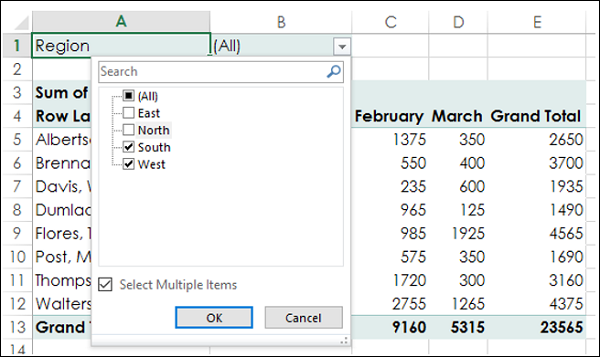 A B C D E
1 Region (All)
2 Search
3 Sum of (All)
East
4 Row La February March Grand Total
North
5 Alberts South 1375 350 2650
6 Brenna West 550 400 3700
7 Davis, W 235 600 1935
8 Dumlac 965 125 1490
9 Flores, 985 1925 4565
10 Post, M 575 350 1690
11 Thomps Select Multiple Items 1720 300 3160
12 Walters OK Cancel 2755 1265 4375
13 Grand 9160 5315 23565
14